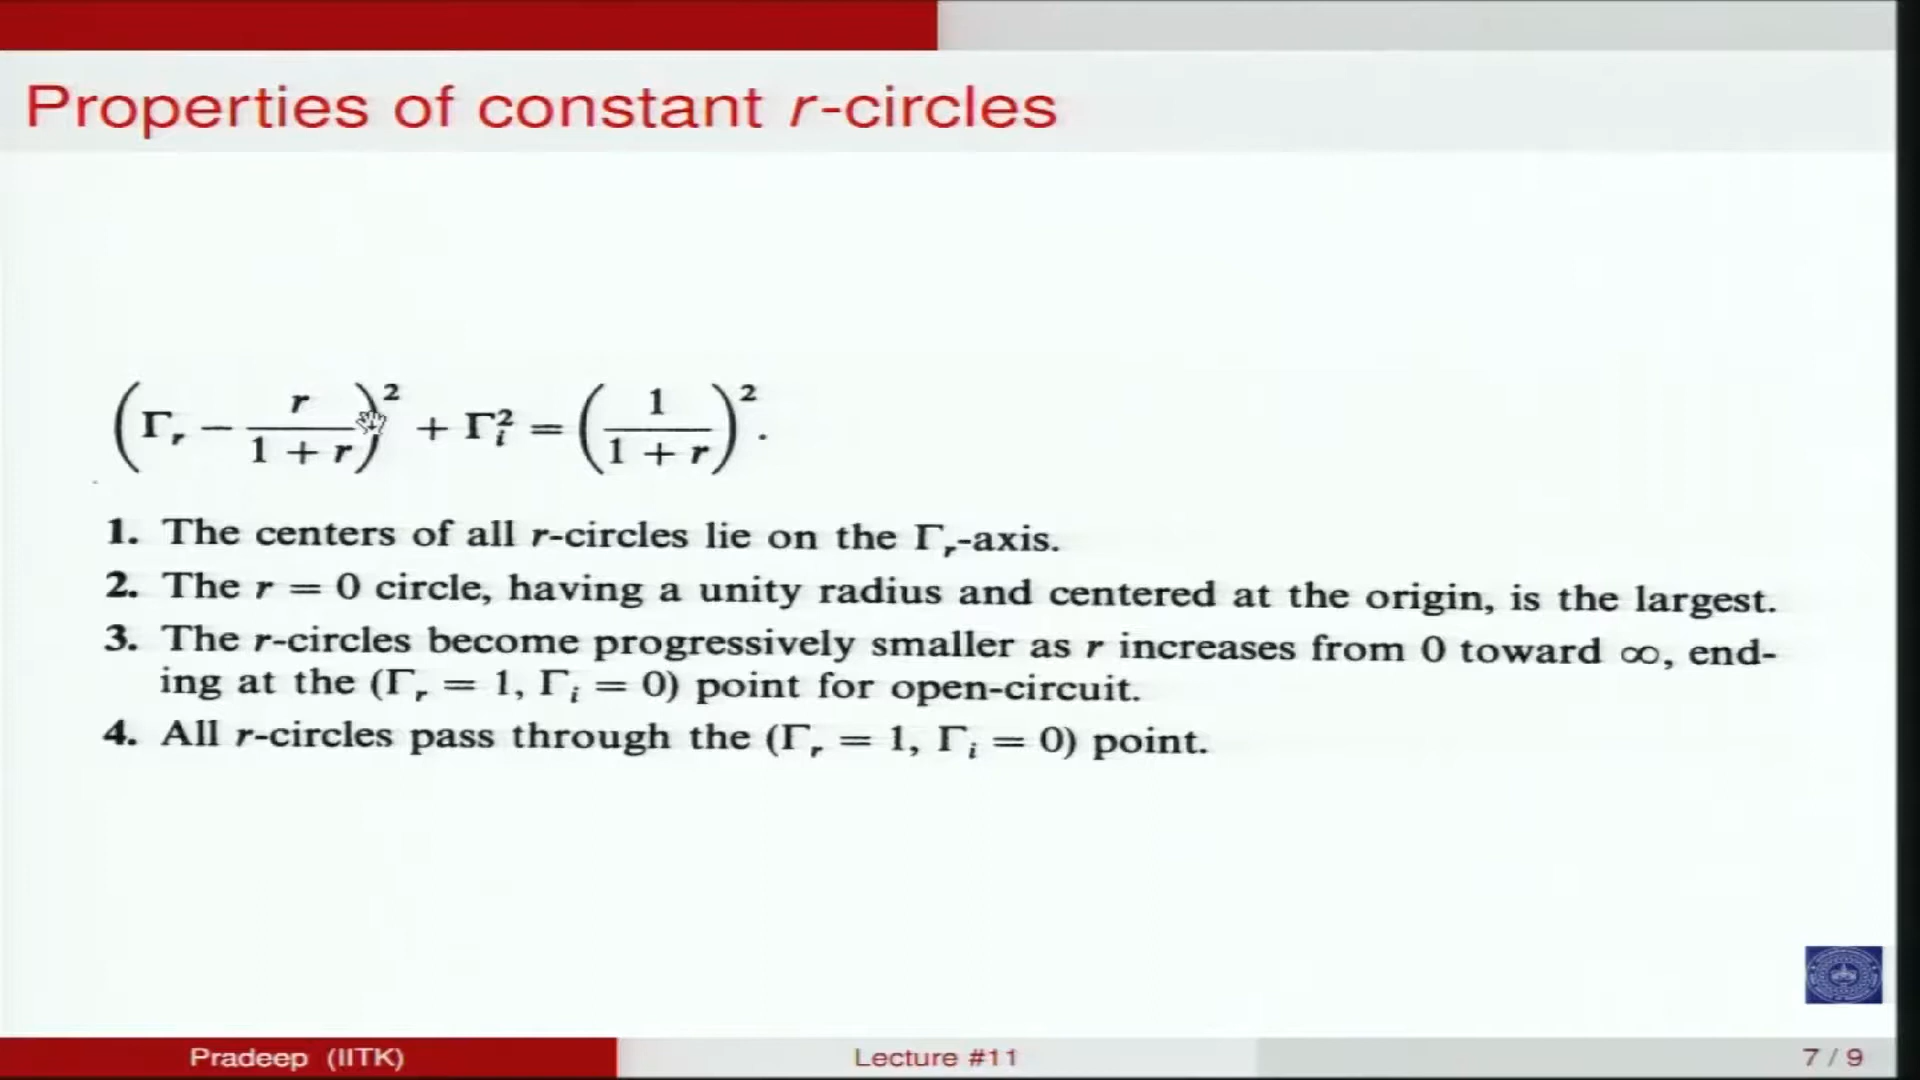 Properties of constant r-circles
(Γᵣ − r/(1 + r))² + Γᵢ² = (1/(1 + r))².
1. The centers of all r-circles lie on the Γᵣ-axis.
2. The r = 0 circle, having a unity radius and centered at the origin, is the largest.
3. The r-circles become progressively smaller as r increases from 0 toward ∞, end-
ing at the (Γᵣ = 1, Γᵢ = 0) point for open-circuit.
4. All r-circles pass through the (Γᵣ = 1, Γᵢ = 0) point.
Pradeep (IITK)
Lecture #11
7 / 9